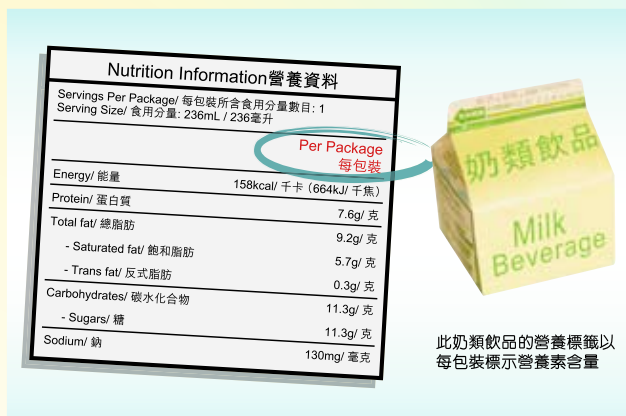 Nutrition Information營養資料
Servings Per Package/ 每包裝所含食用分量數目: 1
Serving Size/ 食用分量: 236mL / 236毫升
Per Package
每包裝
Energy/ 能量 158kcal/ 千卡 (664kJ/ 千焦)
Protein/ 蛋白質 7.6g/ 克
Total fat/ 總脂肪 9.2g/ 克
- Saturated fat/ 飽和脂肪 5.7g/ 克
- Trans fat/ 反式脂肪 0.3g/ 克
Carbohydrates/ 碳水化合物 11.3g/ 克
- Sugars/ 糖 11.3g/ 克
Sodium/ 鈉 130mg/ 毫克
奶類飲品
Milk
Beverage
此奶類飲品的營養標籤以
每包裝標示營養素含量